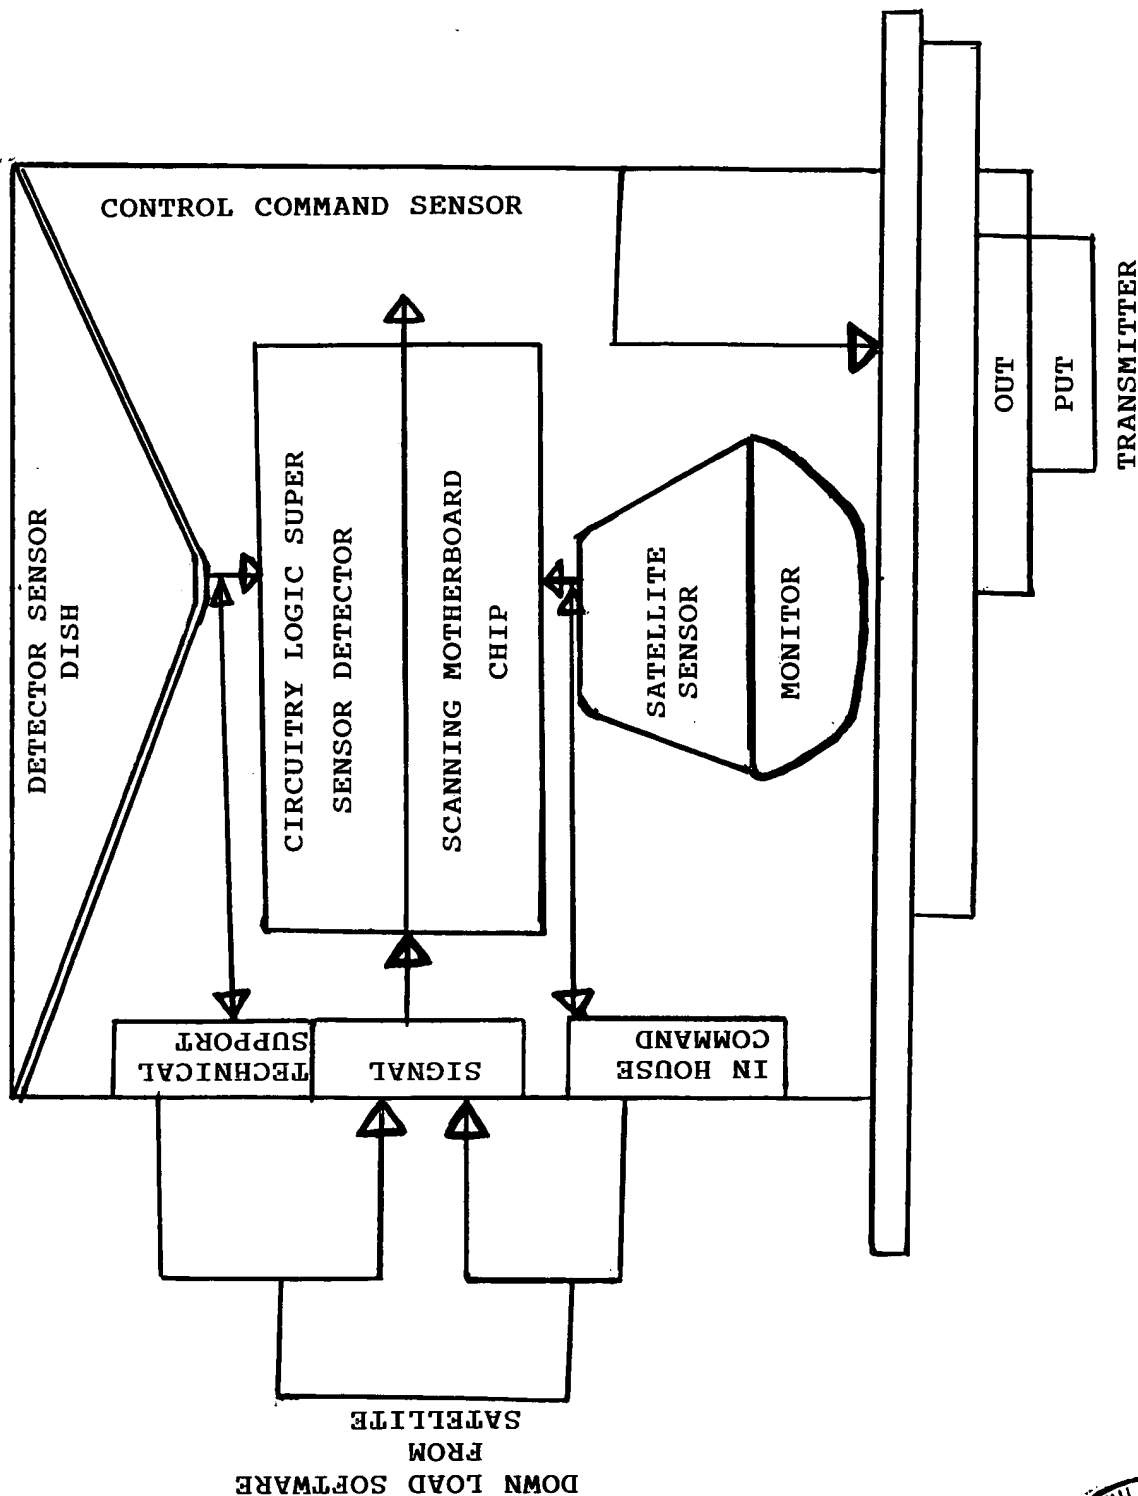 CONTROL COMMAND SENSOR
DETECTOR SENSOR
DISH
CIRCUITRY LOGIC SUPER
SENSOR DETECTOR
SCANNING MOTHERBOARD
CHIP
SATELLITE
SENSOR
MONITOR
OUT
PUT
TRANSMITTER
TECHNICAL
SUPPORT
SIGNAL
IN HOUSE
COMMAND
DOWN LOAD SOFTWARE
FROM
SATELLITE